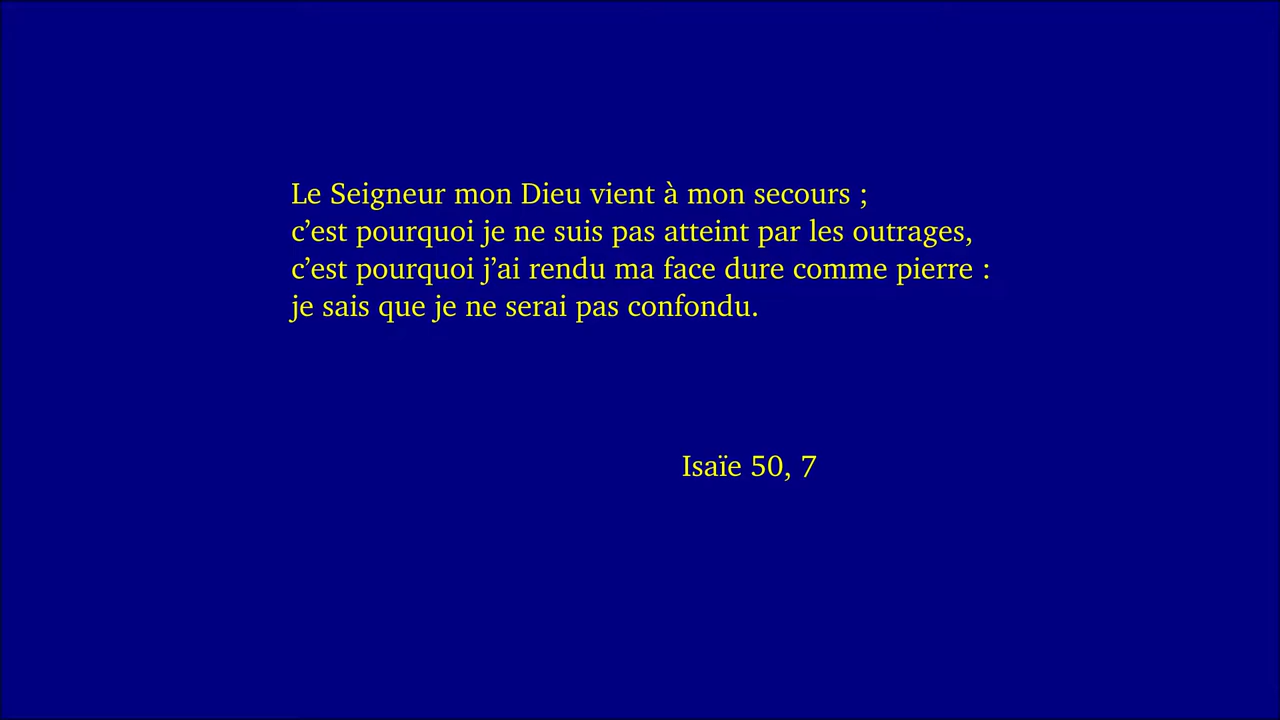 Le Seigneur mon Dieu vient à mon secours ;
c’est pourquoi je ne suis pas atteint par les outrages,
c’est pourquoi j’ai rendu ma face dure comme pierre :
je sais que je ne serai pas confondu.
Isaïe 50, 7